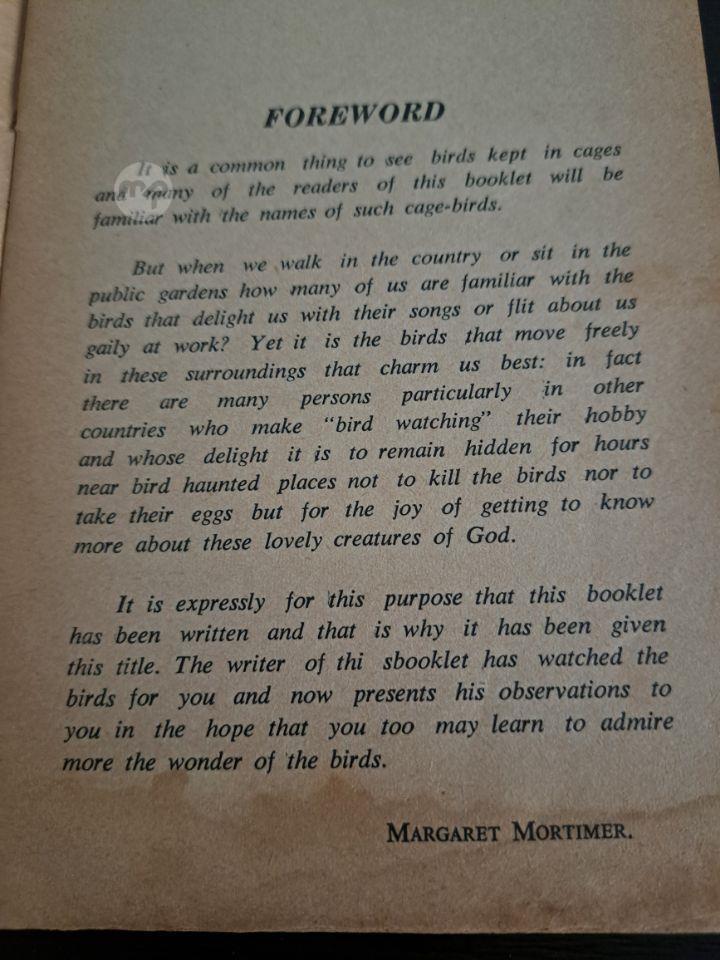 FOREWORD
It is a common thing to see birds kept in cages
and many of the readers of this booklet will be
familiar with the names of such cage-birds.
But when we walk in the country or sit in the
public gardens how many of us are familiar with the
birds that delight us with their songs or flit about us
gaily at work? Yet it is the birds that move freely
in these surroundings that charm us best: in fact
there are many persons particularly in other
countries who make "bird watching" their hobby
and whose delight it is to remain hidden for hours
near bird haunted places not to kill the birds nor to
take their eggs but for the joy of getting to know
more about these lovely creatures of God.
It is expressly for this purpose that this booklet
has been written and that is why it has been given
this title. The writer of thi sbooklet has watched the
birds for you and now presents his observations to
you in the hope that you too may learn to admire
more the wonder of the birds.
MARGARET MORTIMER.